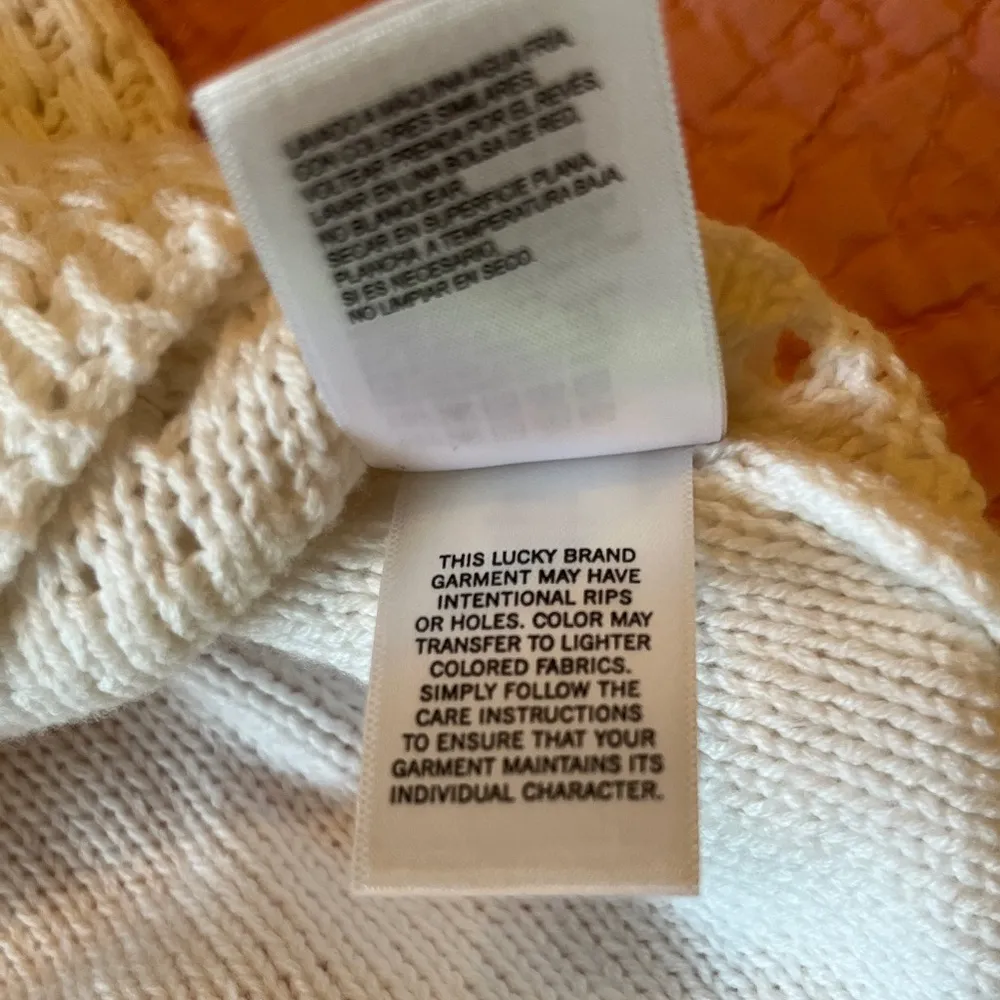 LAVADO A MAQUINA AGUA FRÍA,
CON COLORES SIMILARES,
VOLTEAR PRENDA POR EL REVÉS,
LAVAR EN UNA BOLSA DE RED.
NO BLANQUEAR.
SECAR EN SUPERFICIE PLANA.
PLANCHA A TEMPERATURA BAJA,
SI ES NECESARIO.
NO LIMPIAR EN SECO.
THIS LUCKY BRAND
GARMENT MAY HAVE
INTENTIONAL RIPS
OR HOLES. COLOR MAY
TRANSFER TO LIGHTER
COLORED FABRICS.
SIMPLY FOLLOW THE
CARE INSTRUCTIONS
TO ENSURE THAT YOUR
GARMENT MAINTAINS ITS
INDIVIDUAL CHARACTER.